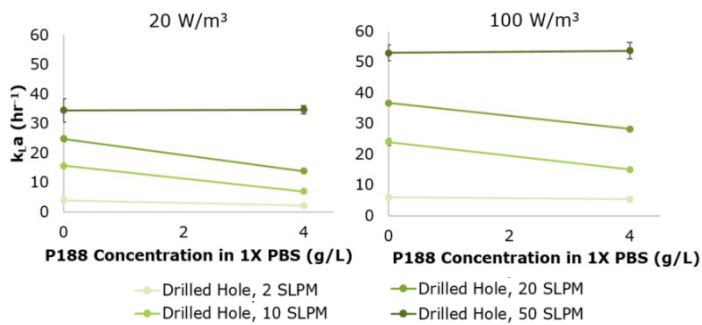 20 W/m³
100 W/m³
60
50
40
30
20
10
0
kLa (hr⁻¹)
0
2
4
P188 Concentration in 1X PBS (g/L)
60
50
40
30
20
10
0
0
2
4
P188 Concentration in 1X PBS (g/L)
Drilled Hole, 2 SLPM
Drilled Hole, 20 SLPM
Drilled Hole, 10 SLPM
Drilled Hole, 50 SLPM